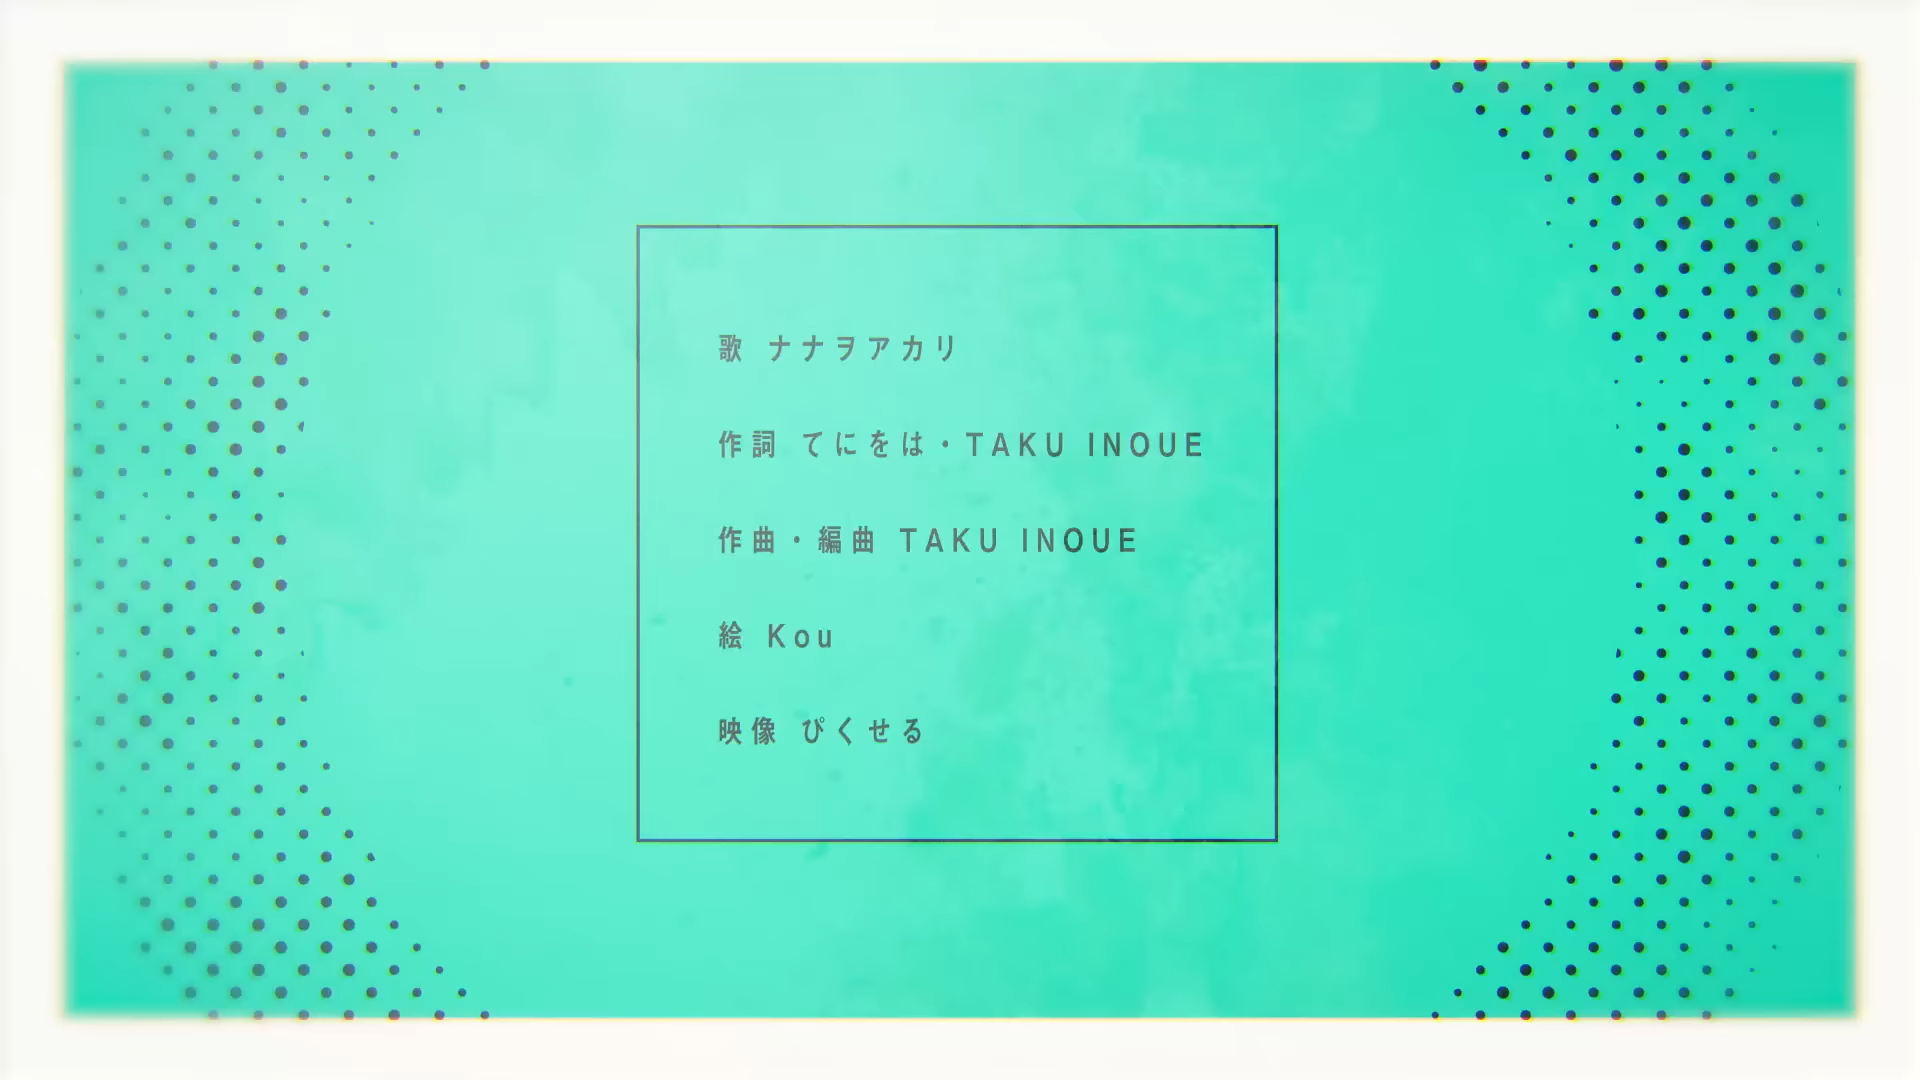 歌 ナナヲアカリ
作詞 てにをは・TAKU INOUE
作曲・編曲 TAKU INOUE
絵 Kou
映像 ぴくせる